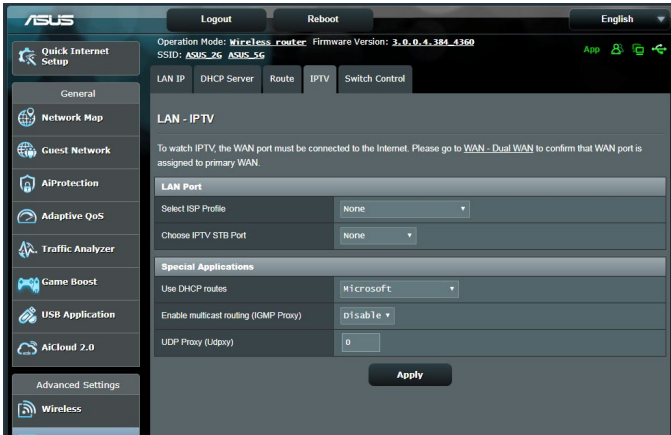 ASUS
Logout
Reboot
English
Quick Internet
Setup
Operation Mode: Wireless router Firmware Version: 3.0.0.4.384_4360
SSID: ASUS_2G ASUS_5G
App
General
Network Map
Guest Network
AiProtection
Adaptive QoS
Traffic Analyzer
Game Boost
USB Application
AiCloud 2.0
Advanced Settings
Wireless
LAN IP
DHCP Server
Route
IPTV
Switch Control
LAN - IPTV
To watch IPTV, the WAN port must be connected to the Internet. Please go to WAN - Dual WAN to confirm that WAN port is
assigned to primary WAN.
LAN Port
Select ISP Profile
None
Choose IPTV STB Port
None
Special Applications
Use DHCP routes
Microsoft
Enable multicast routing (IGMP Proxy)
Disable
UDP Proxy (Udpxy)
0
Apply